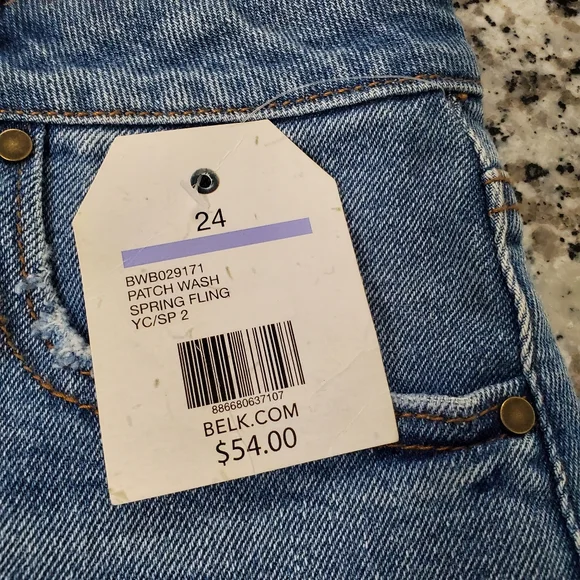 24
BWB029171
PATCH WASH
SPRING FLING
YC/SP 2
886680637107
BELK.COM
$54.00